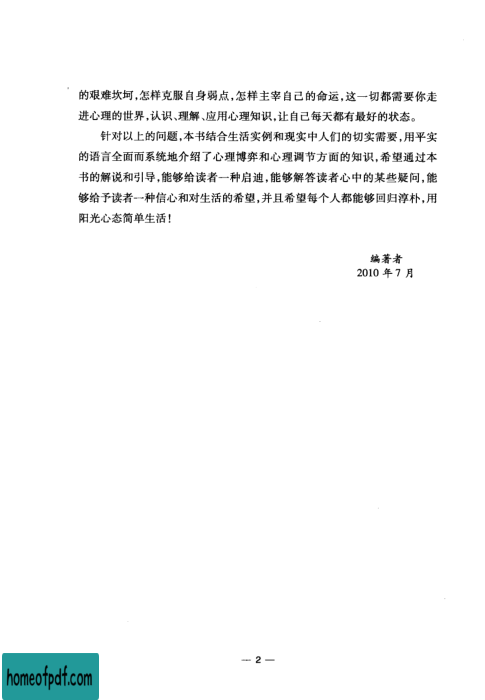 的艰难坎坷,怎样克服自身弱点,怎样主宰自己的命运,这一切都需要你走
进心理的世界,认识、理解、应用心理知识,让自己每天都有最好的状态。
针对以上的问题,本书结合生活实例和现实中人们的切实需要,用平实
的语言全面而系统地介绍了心理博弈和心理调节方面的知识,希望通过本
书的解说和引导,能够给读者一种启迪,能够解答读者心中的某些疑问,能
够给予读者一种信心和对生活的希望,并且希望每个人都能够回归淳朴,用
阳光心态简单生活!
编著者
2010 年 7 月
— 2 —
homeofpdf.com